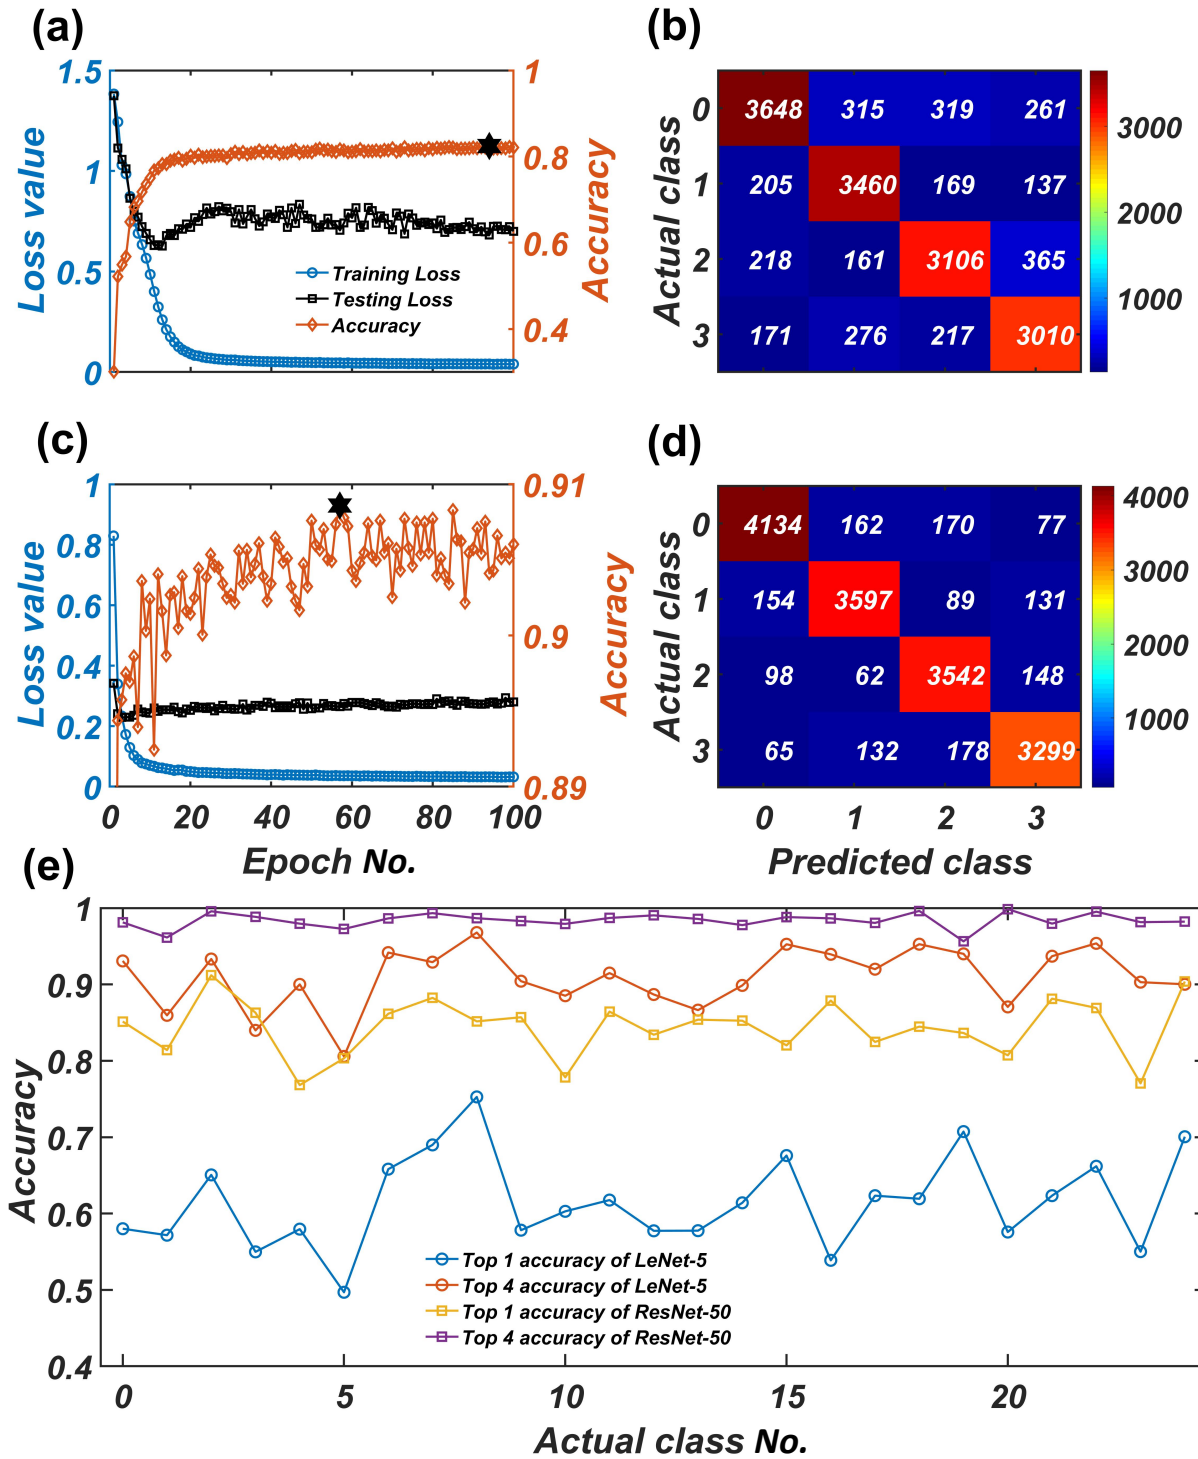 (a)
(b)
1.5
1
0.5
0
Loss value
1
0.8
0.6
0.4
Accuracy
Training Loss
Testing Loss
Accuracy
Actual class
0
1
2
3
3648 315 319 261
205 3460 169 137
218 161 3106 365
171 276 217 3010
3000
2000
1000
(c)
(d)
1
0.8
0.6
0.4
0.2
0
Loss value
0.91
0.9
0.89
Accuracy
0 20 40 60 80 100
Epoch No.
Actual class
0
1
2
3
4134 162 170 77
154 3597 89 131
98 62 3542 148
65 132 178 3299
0 1 2 3
Predicted class
4000
3000
2000
1000
(e)
1
0.9
0.8
0.7
0.6
0.5
0.4
Accuracy
Top 1 accuracy of LeNet-5
Top 4 accuracy of LeNet-5
Top 1 accuracy of ResNet-50
Top 4 accuracy of ResNet-50
0 5 10 15 20
Actual class No.